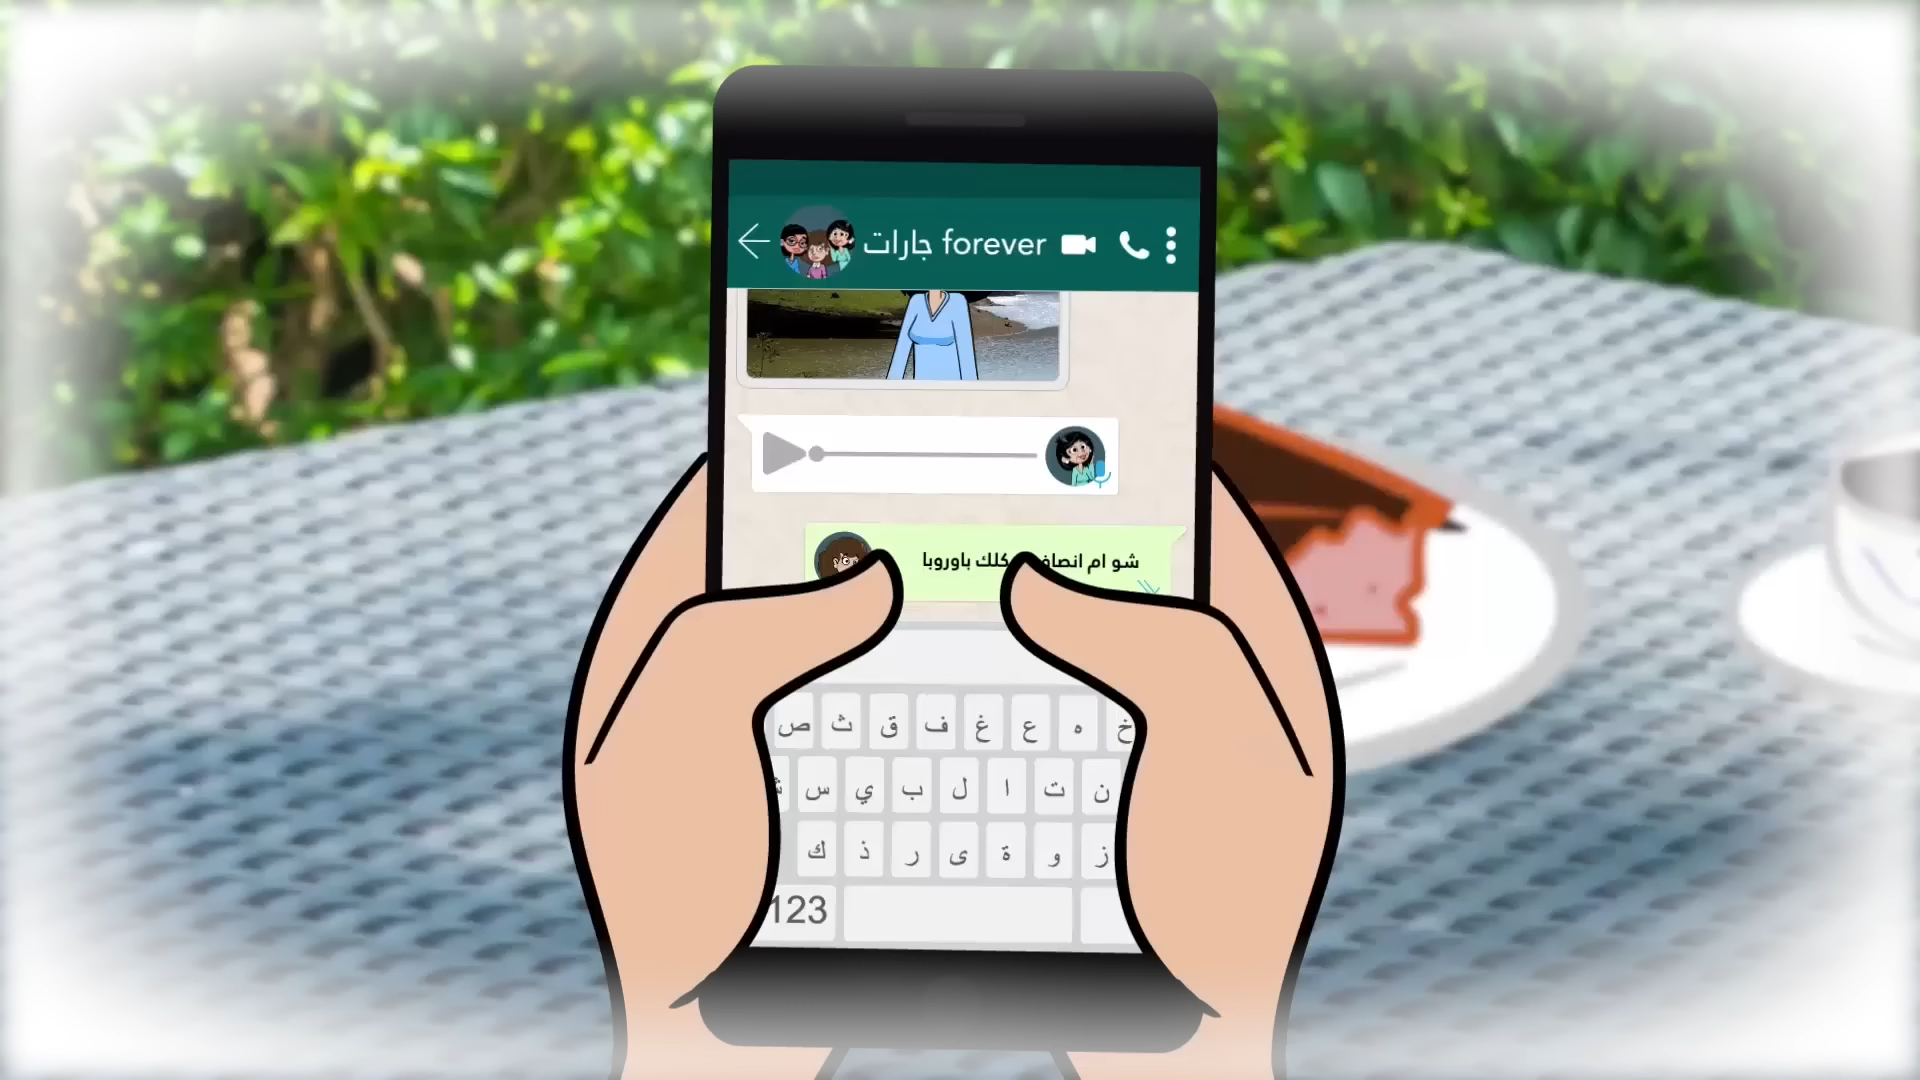 جارات forever
شو ام انصاف كلك باوروبا
ص ث ق ف غ ع ه خ
س ي ب ل ا ت ن
ك ذ ر ى ة و ز
123